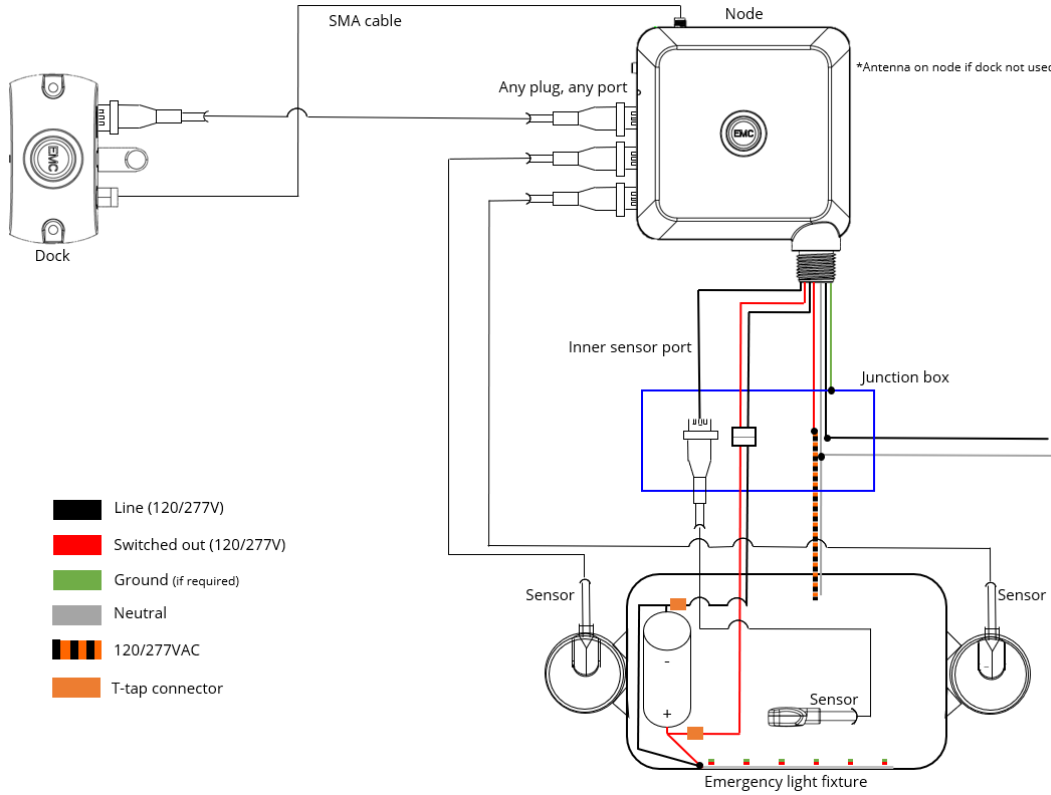 SMA cable
Node
*Antenna on node if dock not used
Any plug, any port
EMC
EMC
Dock
Inner sensor port
Junction box
Line (120/277V)
Switched out (120/277V)
Ground (if required)
Neutral
120/277VAC
T-tap connector
Sensor
Sensor
-
+
Sensor
Emergency light fixture